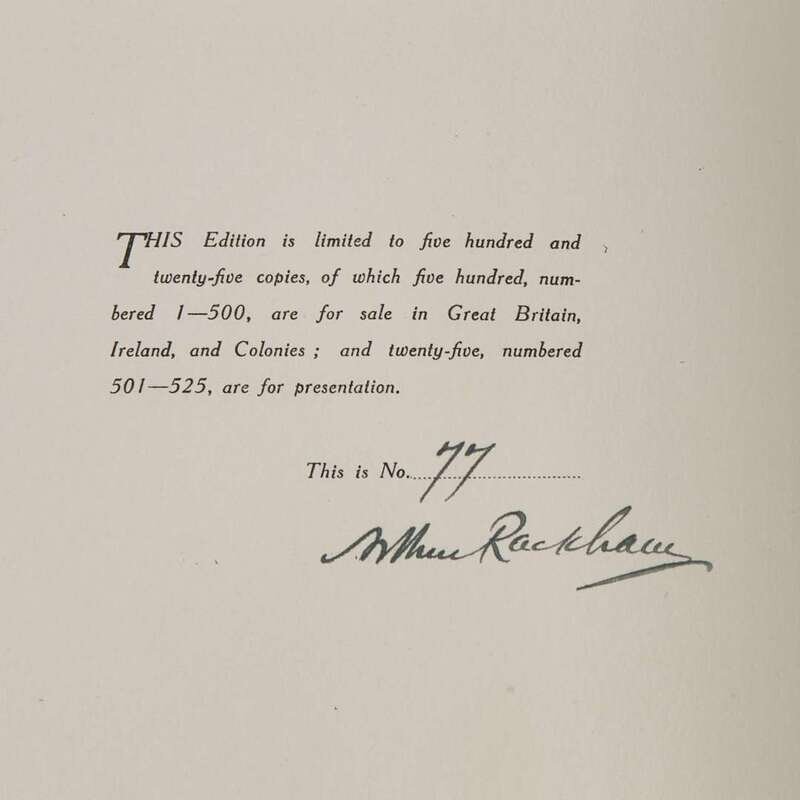 THIS Edition is limited to five hundred and
twenty-five copies, of which five hundred, num-
bered 1—500, are for sale in Great Britain,
Ireland, and Colonies ; and twenty-five, numbered
501—525, are for presentation.
This is No. 77
Arthur Rackham